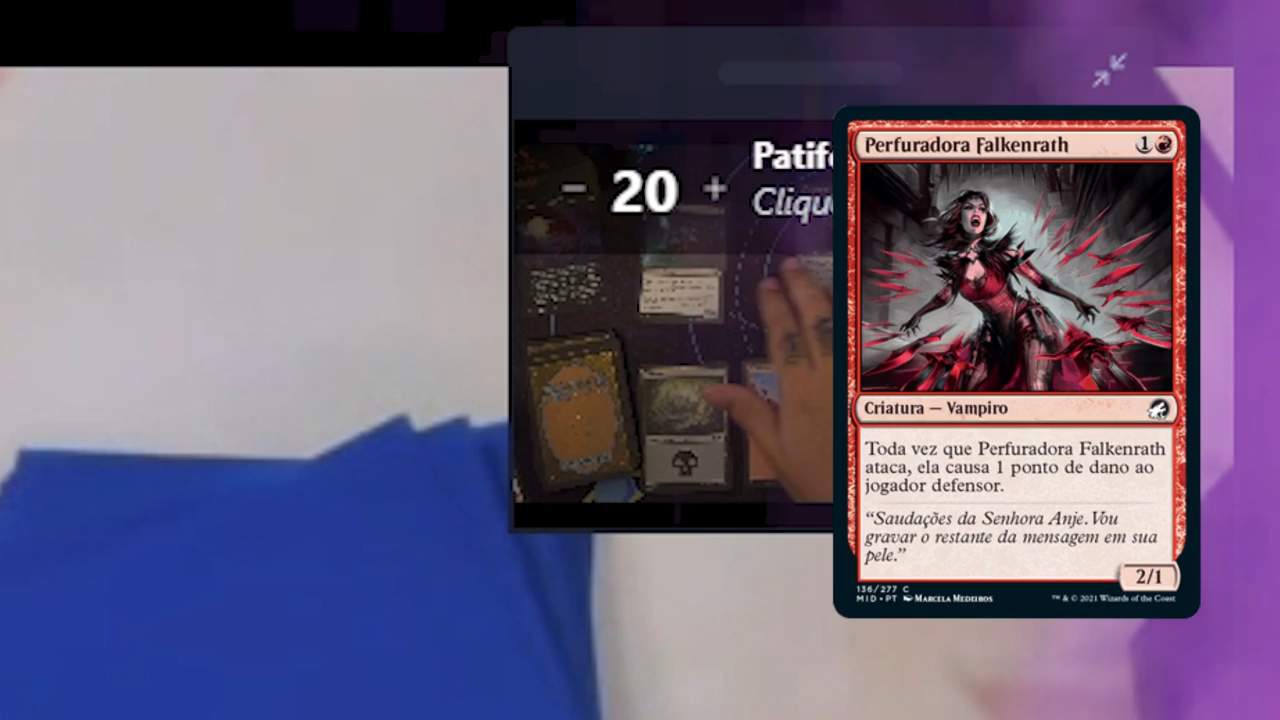 − 20 +
Patif
Cliqu
Perfuradora Falkenrath
1
Criatura — Vampiro
Toda vez que Perfuradora Falkenrath
ataca, ela causa 1 ponto de dano ao
jogador defensor.
“Saudações da Senhora Anje. Vou
gravar o restante da mensagem em sua
pele.”
2/1
136/277 C
MID • PT Marcela Medeiros
™ & © 2021 Wizards of the Coast